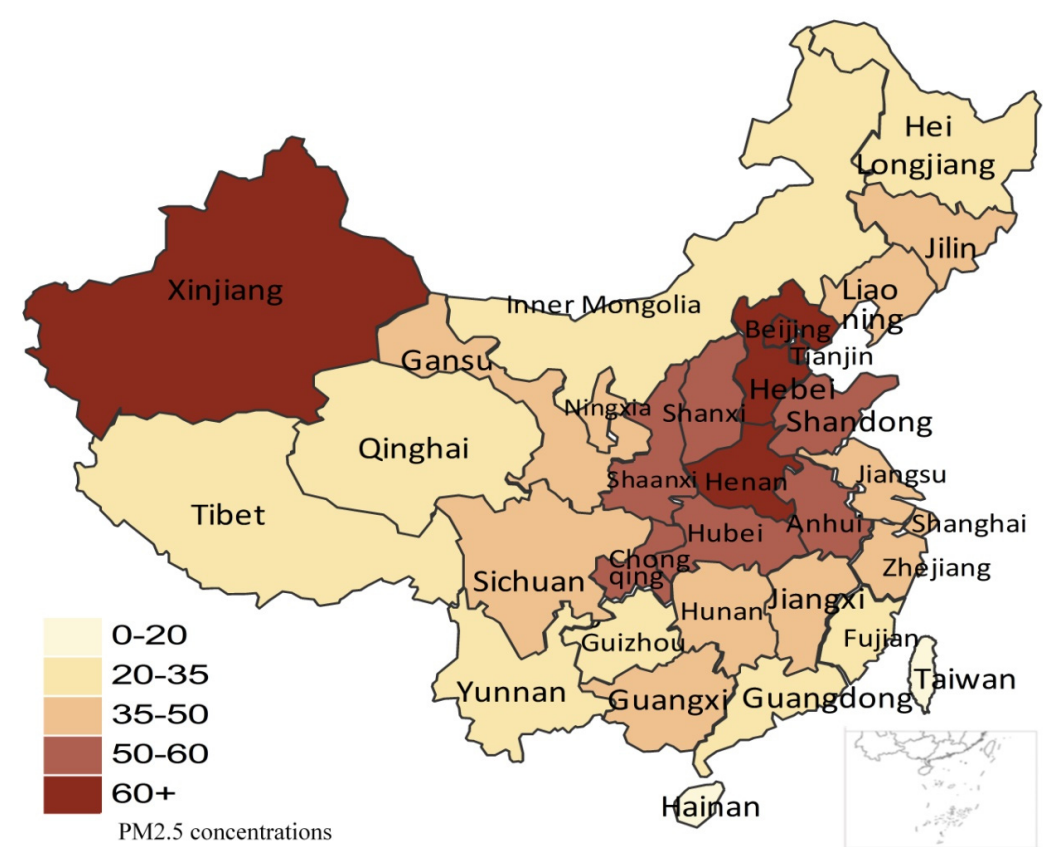 Hei
Longjiang
Jilin
Liao
ning
Xinjiang
Inner Mongolia
Beijing
Tianjin
Gansu
Hebei
Ningxia
Shanxi
Shandong
Qinghai
Shaanxi
Henan
Jiangsu
Tibet
Hubei
Anhui
Shanghai
Chong
qing
Sichuan
Zhejiang
Hunan
Jiangxi
Guizhou
Fujian
Yunnan
Guangxi
Guangdong
Taiwan
Hainan
0-20
20-35
35-50
50-60
60+
PM2.5 concentrations